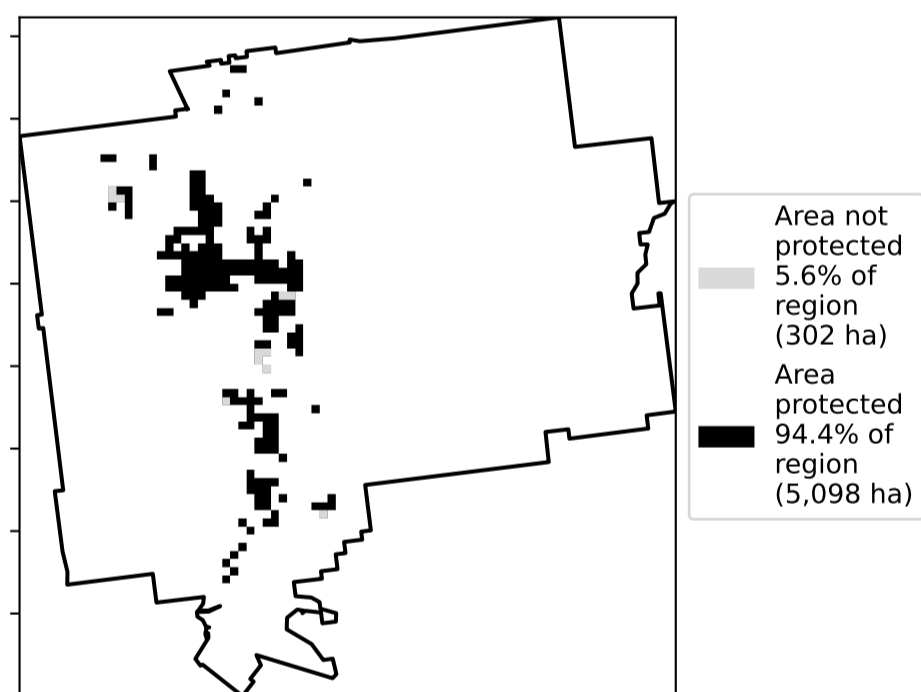 Area not
protected
5.6% of
region
(302 ha)
Area
protected
94.4% of
region
(5,098 ha)